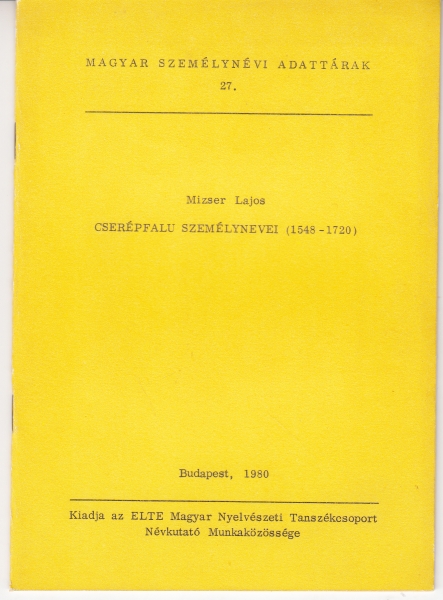 MAGYAR SZEMÉLYNÉVI ADATTÁRAK
27.
Mizser Lajos
CSERÉPFALU SZEMÉLYNEVEI (1548-1720)
Budapest, 1980
Kiadja az ELTE Magyar Nyelvészeti Tanszékcsoport
Névkutató Munkaközössége